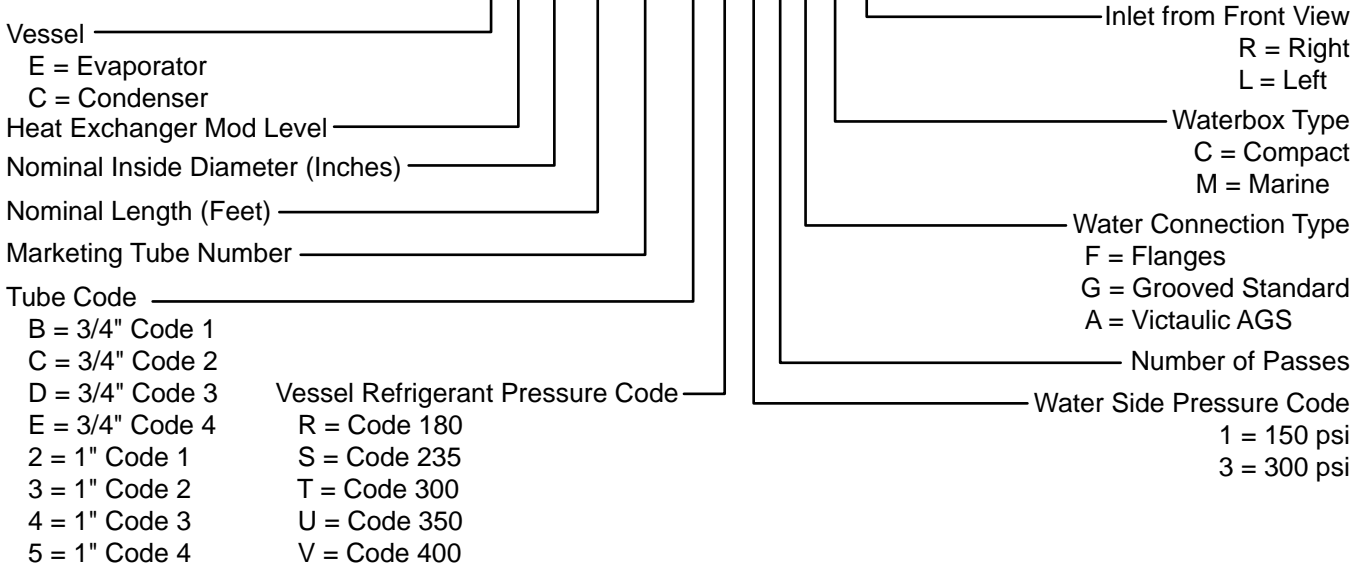 Vessel
E = Evaporator
C = Condenser
Heat Exchanger Mod Level
Nominal Inside Diameter (Inches)
Nominal Length (Feet)
Marketing Tube Number
Tube Code
B = 3/4" Code 1
C = 3/4" Code 2
D = 3/4" Code 3
E = 3/4" Code 4
2 = 1" Code 1
3 = 1" Code 2
4 = 1" Code 3
5 = 1" Code 4
Vessel Refrigerant Pressure Code
R = Code 180
S = Code 235
T = Code 300
U = Code 350
V = Code 400
Inlet from Front View
R = Right
L = Left
Waterbox Type
C = Compact
M = Marine
Water Connection Type
F = Flanges
G = Grooved Standard
A = Victaulic AGS
Number of Passes
Water Side Pressure Code
1 = 150 psi
3 = 300 psi